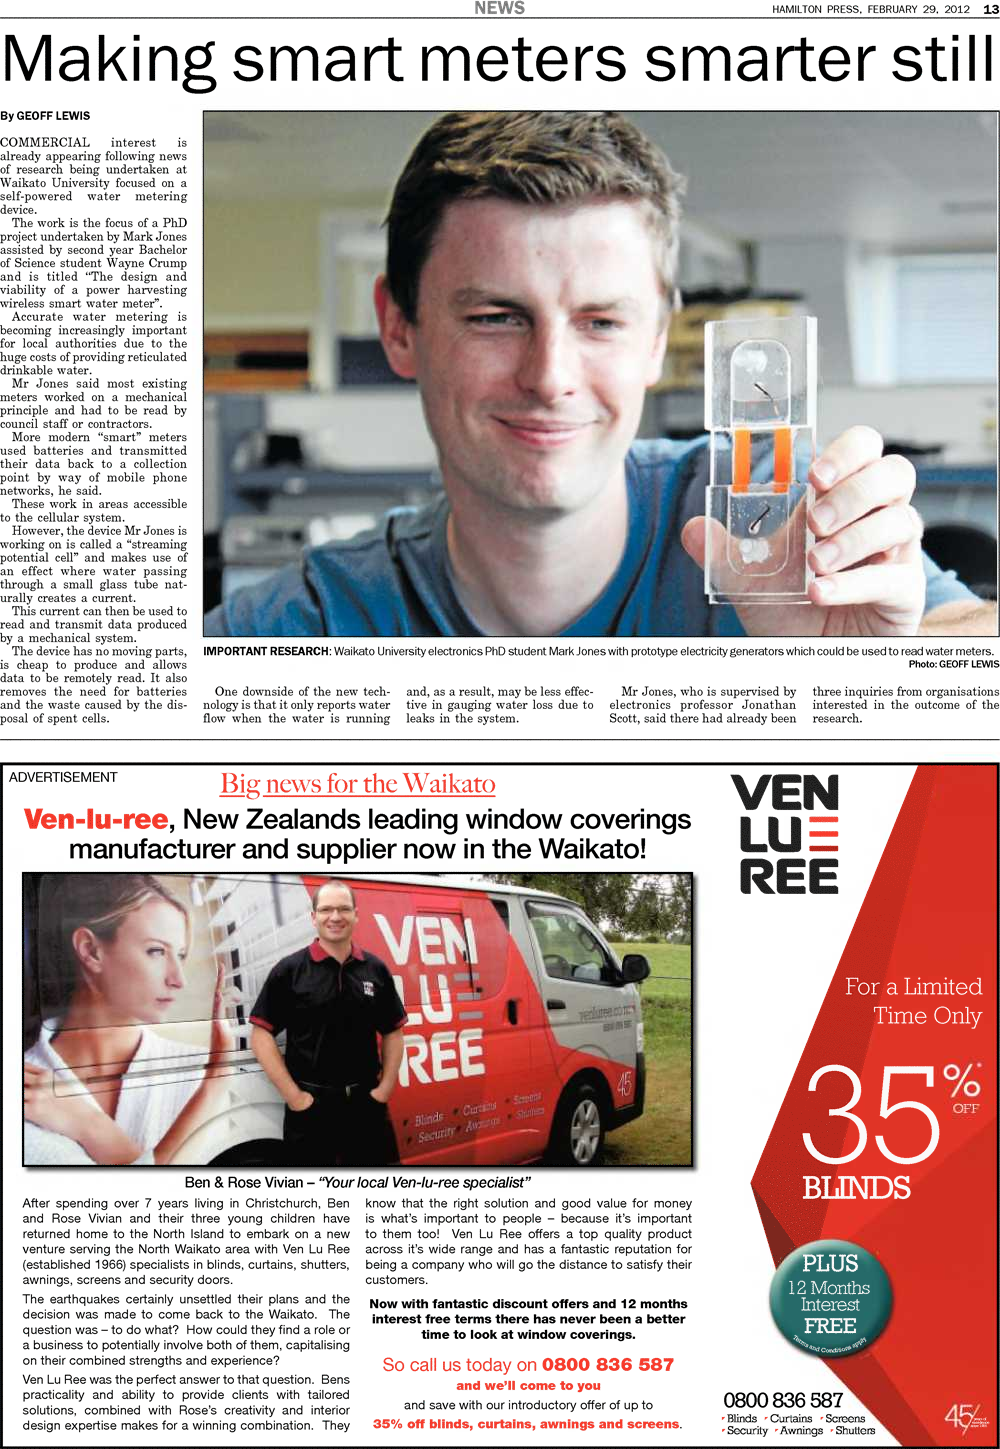 NEWS
HAMILTON PRESS, FEBRUARY 29, 2012 13
Making smart meters smarter still
By GEOFF LEWIS
COMMERCIAL interest is
already appearing following news
of research being undertaken at
Waikato University focused on a
self-powered water metering
device.
The work is the focus of a PhD
project undertaken by Mark Jones
assisted by second year Bachelor
of Science student Wayne Crump
and is titled “The design and
viability of a power harvesting
wireless smart water meter”.
Accurate water metering is
becoming increasingly important
for local authorities due to the
huge costs of providing reticulated
drinkable water.
Mr Jones said most existing
meters worked on a mechanical
principle and had to be read by
council staff or contractors.
More modern “smart” meters
used batteries and transmitted
their data back to a collection
point by way of mobile phone
networks, he said.
These work in areas accessible
to the cellular system.
However, the device Mr Jones is
working on is called a “streaming
potential cell” and makes use of
an effect where water passing
through a small glass tube nat-
urally creates a current.
This current can then be used to
read and transmit data produced
by a mechanical system.
The device has no moving parts,
is cheap to produce and allows
data to be remotely read. It also
removes the need for batteries
and the waste caused by the dis-
posal of spent cells.
IMPORTANT RESEARCH: Waikato University electronics PhD student Mark Jones with prototype electricity generators which could be used to read water meters.
Photo: GEOFF LEWIS
One downside of the new tech-
nology is that it only reports water
flow when the water is running
and, as a result, may be less effec-
tive in gauging water loss due to
leaks in the system.
Mr Jones, who is supervised by
electronics professor Jonathan
Scott, said there had already been
three inquiries from organisations
interested in the outcome of the
research.
ADVERTISEMENT
Big news for the Waikato
Ven-lu-ree, New Zealands leading window coverings
manufacturer and supplier now in the Waikato!
VEN
LU
REE
venluree.co.nz
0800 836 587
45
Blinds Curtains Screens
Security Awnings Shutters
Ben & Rose Vivian – “Your local Ven-lu-ree specialist”
After spending over 7 years living in Christchurch, Ben
and Rose Vivian and their three young children have
returned home to the North Island to embark on a new
venture serving the North Waikato area with Ven Lu Ree
(established 1966) specialists in blinds, curtains, shutters,
awnings, screens and security doors.
The earthquakes certainly unsettled their plans and the
decision was made to come back to the Waikato. The
question was – to do what? How could they find a role or
a business to potentially involve both of them, capitalising
on their combined strengths and experience?
Ven Lu Ree was the perfect answer to that question. Bens
practicality and ability to provide clients with tailored
solutions, combined with Rose's creativity and interior
design expertise makes for a winning combination. They
know that the right solution and good value for money
is what's important to people – because it's important
to them too! Ven Lu Ree offers a top quality product
across it's wide range and has a fantastic reputation for
being a company who will go the distance to satisfy their
customers.
Now with fantastic discount offers and 12 months
interest free terms there has never been a better
time to look at window coverings.
So call us today on 0800 836 587
and we'll come to you
and save with our introductory offer of up to
35% off blinds, curtains, awnings and screens.
VEN
LU
REE
For a Limited
Time Only
35%*
OFF
BLINDS
PLUS
12 Months
Interest
FREE
Terms and Conditions apply
0800 836 587
Blinds Curtains Screens
Security Awnings Shutters
45